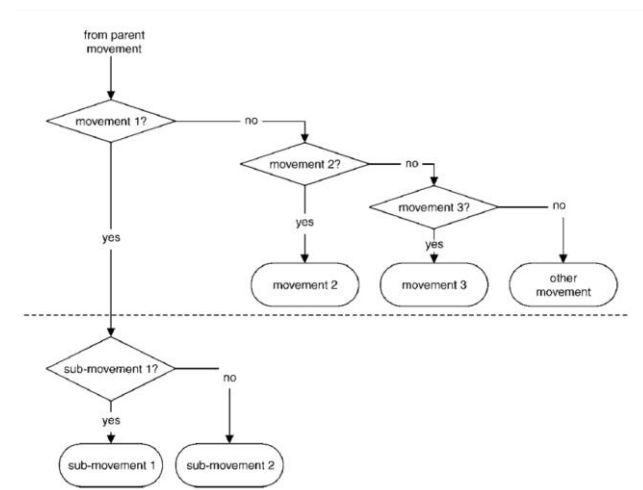 from parent
movement
movement 1?
no
movement 2?
no
movement 3?
no
yes
yes
yes
movement 2
movement 3
other
movement
sub-movement 1?
no
yes
sub-movement 1
sub-movement 2